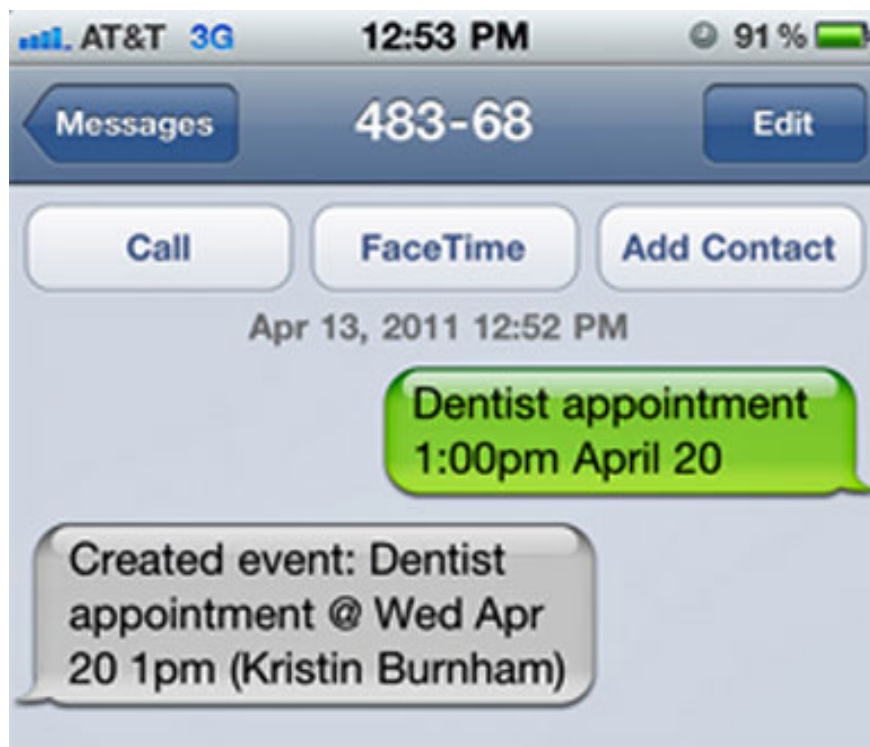 AT&T 3G 12:53 PM 91%
Messages 483-68 Edit
Call FaceTime Add Contact
Apr 13, 2011 12:52 PM
Dentist appointment
1:00pm April 20
Created event: Dentist
appointment @ Wed Apr
20 1pm (Kristin Burnham)